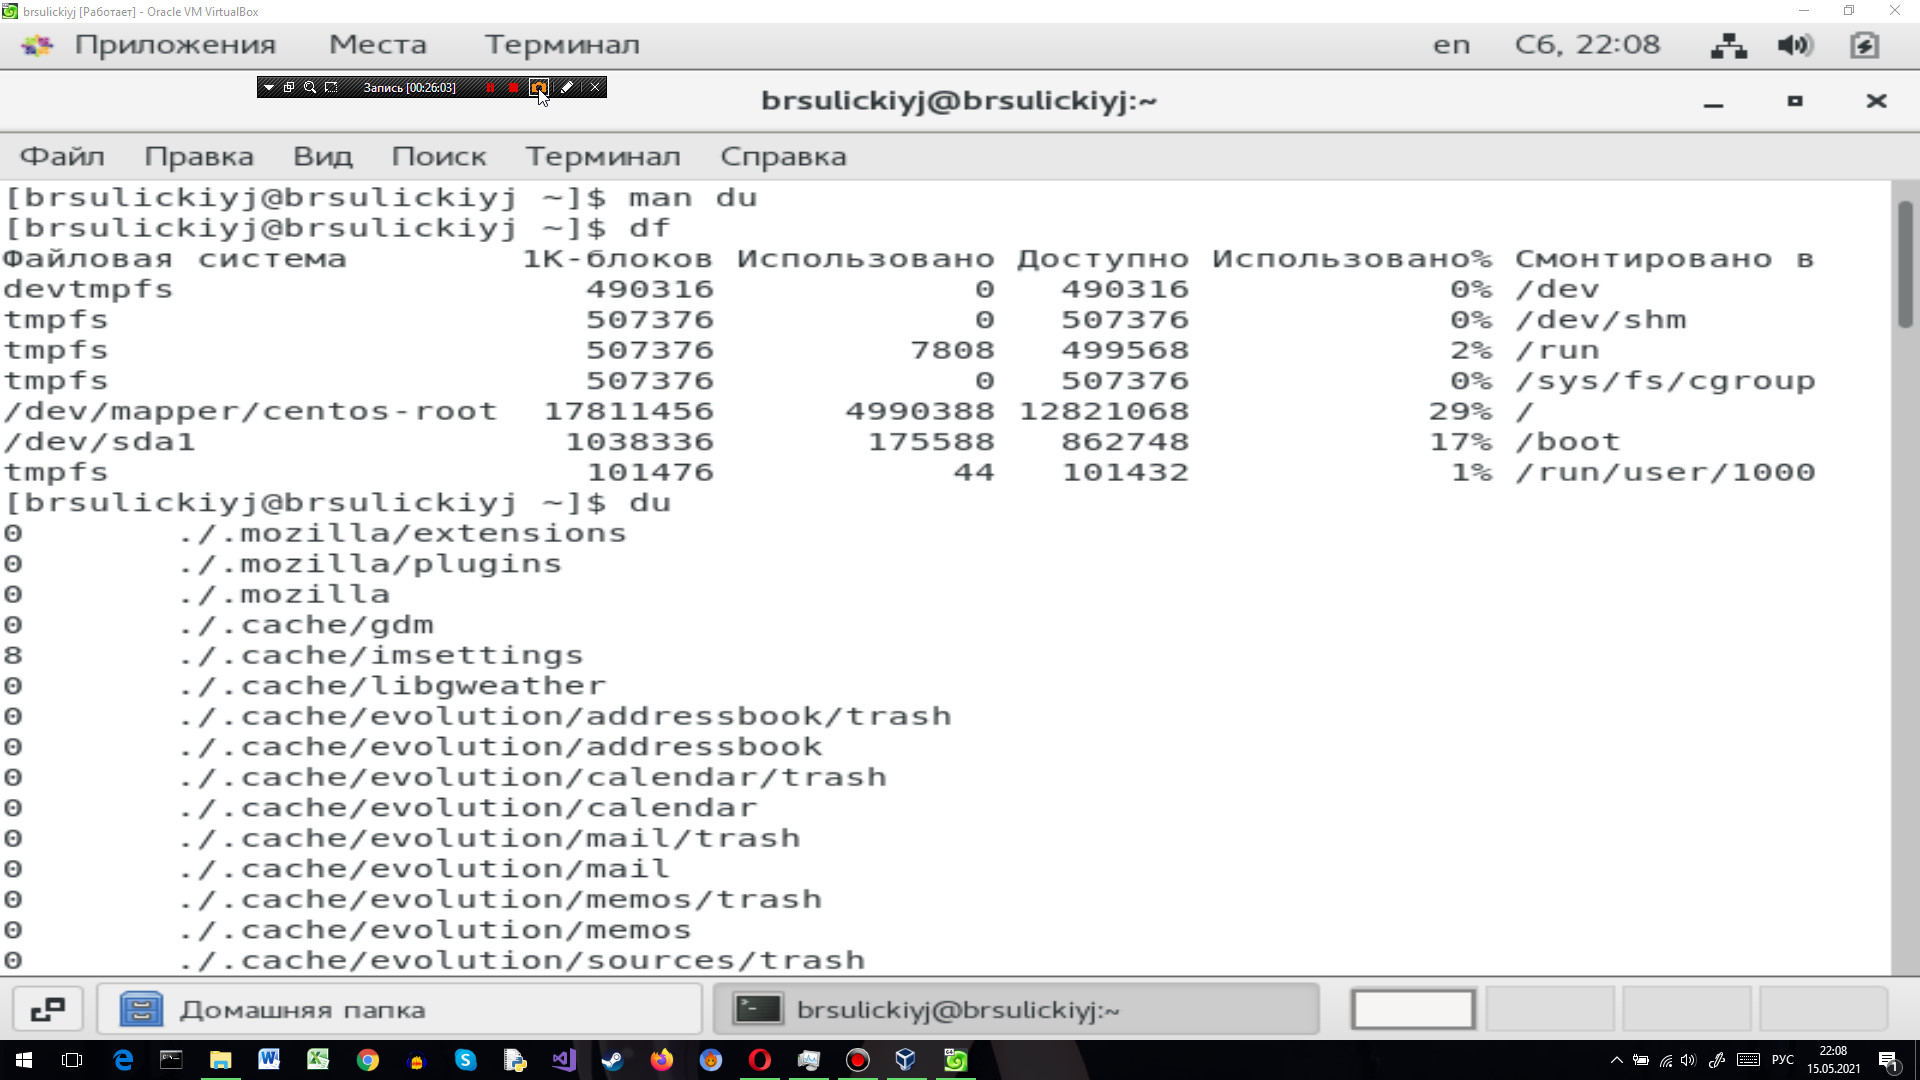 brsulickiyj [Работает] - Oracle VM VirtualBox
Приложения Места Терминал en Сб, 22:08
Запись [00:26:03]
brsulickiyj@brsulickiyj:~
Файл Правка Вид Поиск Терминал Справка
[brsulickiyj@brsulickiyj ~]$ man du
[brsulickiyj@brsulickiyj ~]$ df
Файловая система 1K-блоков Использовано Доступно Использовано% Cмонтировано в
devtmpfs 490316 0 490316 0% /dev
tmpfs 507376 0 507376 0% /dev/shm
tmpfs 507376 7808 499568 2% /run
tmpfs 507376 0 507376 0% /sys/fs/cgroup
/dev/mapper/centos-root 17811456 4990388 12821068 29% /
/dev/sda1 1038336 175588 862748 17% /boot
tmpfs 101476 44 101432 1% /run/user/1000
[brsulickiyj@brsulickiyj ~]$ du
0 ./.mozilla/extensions
0 ./.mozilla/plugins
0 ./.mozilla
0 ./.cache/gdm
8 ./.cache/imsettings
0 ./.cache/libgweather
0 ./.cache/evolution/addressbook/trash
0 ./.cache/evolution/addressbook
0 ./.cache/evolution/calendar/trash
0 ./.cache/evolution/calendar
0 ./.cache/evolution/mail/trash
0 ./.cache/evolution/mail
0 ./.cache/evolution/memos/trash
0 ./.cache/evolution/memos
0 ./.cache/evolution/sources/trash
Домашняя папка brsulickiyj@brsulickiyj:~
РУС 22:08
15.05.2021 1